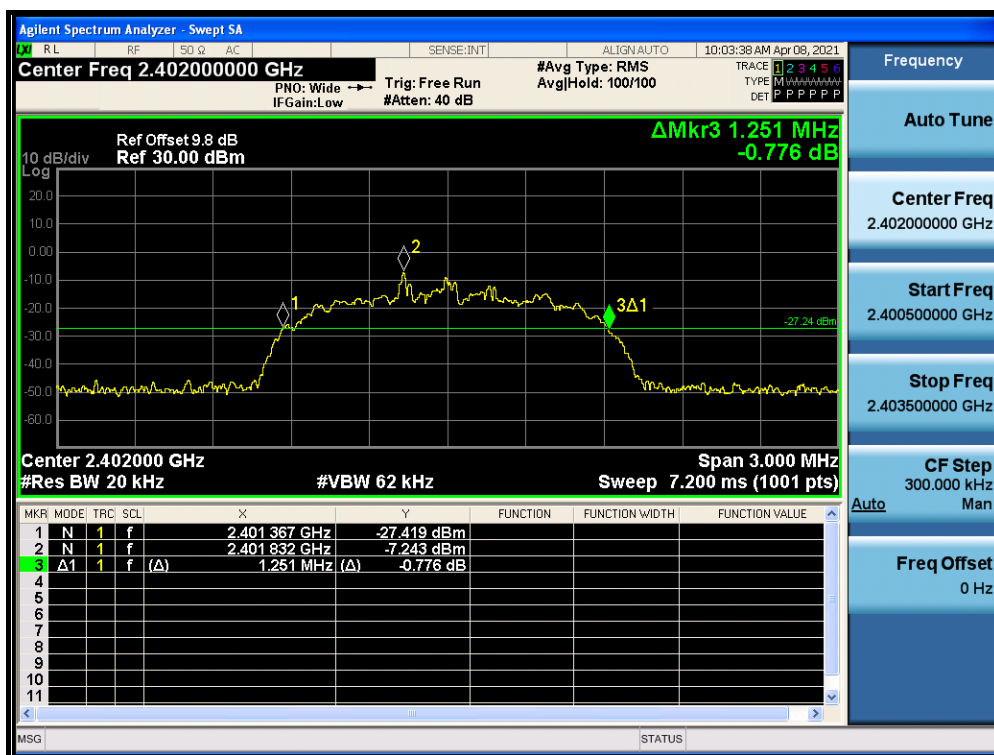 Agilent Spectrum Analyzer - Swept SA
LXI RL RF 50 Ω AC SENSE:INT ALIGN AUTO 10:03:38 AM Apr 08, 2021
Center Freq 2.402000000 GHz
PNO: Wide
IFGain:Low
Trig: Free Run
#Atten: 40 dB
#Avg Type: RMS
Avg|Hold: 100/100
TRACE 1 2 3 4 5 6
TYPE M
DET P P P P P P
Ref Offset 9.8 dB
10 dB/div Ref 30.00 dBm
Log
ΔMkr3 1.251 MHz
-0.776 dB
20.0
10.0
0.00
-10.0
-20.0
-30.0
-40.0
-50.0
-60.0
1
2
3Δ1
-27.24 dBm
Center 2.402000 GHz Span 3.000 MHz
#Res BW 20 kHz #VBW 62 kHz Sweep 7.200 ms (1001 pts)
MKR MODE TRC SCL X Y FUNCTION FUNCTION WIDTH FUNCTION VALUE
1 N 1 f 2.401 367 GHz -27.419 dBm
2 N 1 f 2.401 832 GHz -7.243 dBm
3 Δ1 1 f (Δ) 1.251 MHz (Δ) -0.776 dB
4
5
6
7
8
9
10
11
MSG STATUS
Frequency
Auto Tune
Center Freq
2.402000000 GHz
Start Freq
2.400500000 GHz
Stop Freq
2.403500000 GHz
CF Step
300.000 kHz
Auto Man
Freq Offset
0 Hz